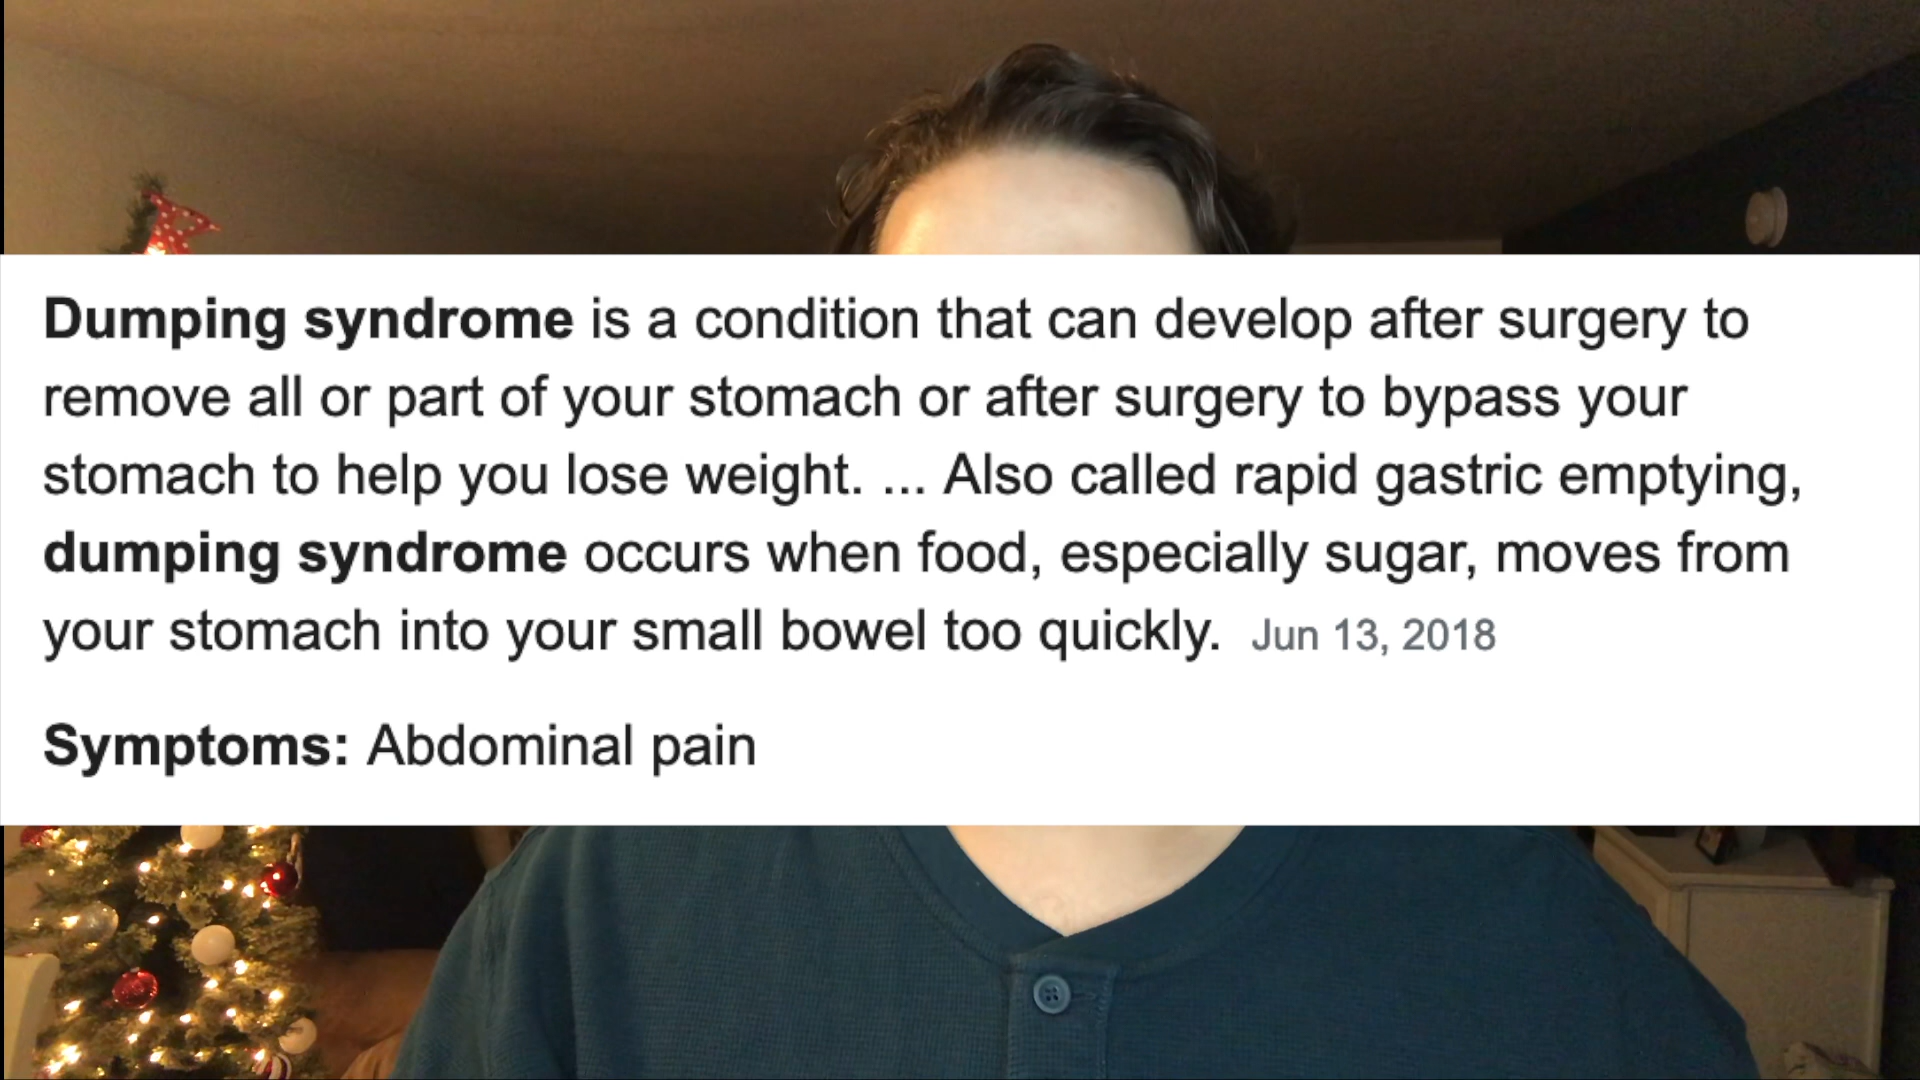 Dumping syndrome is a condition that can develop after surgery to
remove all or part of your stomach or after surgery to bypass your
stomach to help you lose weight. ... Also called rapid gastric emptying,
dumping syndrome occurs when food, especially sugar, moves from
your stomach into your small bowel too quickly. Jun 13, 2018
Symptoms: Abdominal pain